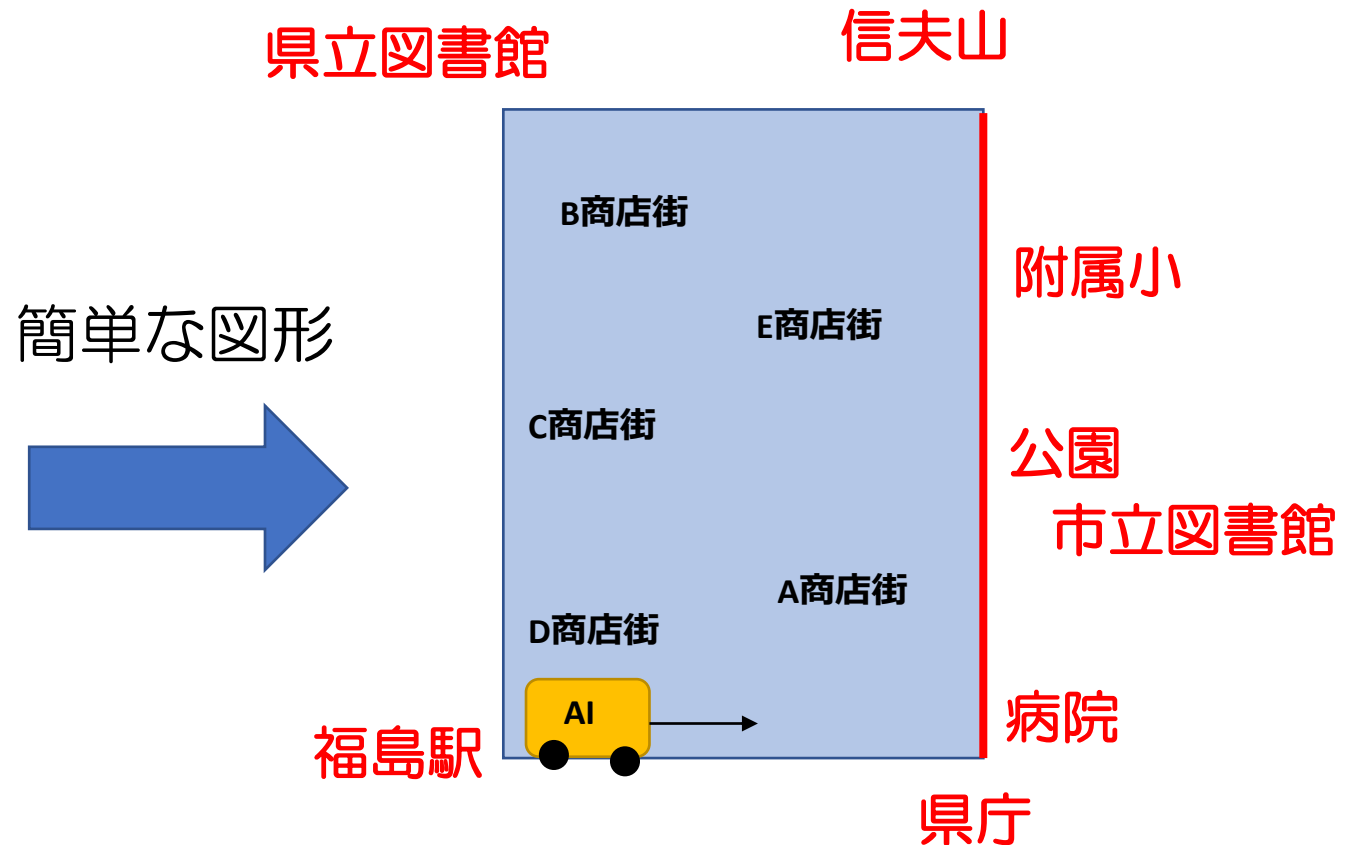 県立図書館
信夫山
B商店街
附属小
簡単な図形
E商店街
C商店街
公園
市立図書館
A商店街
D商店街
AI
病院
福島駅
県庁